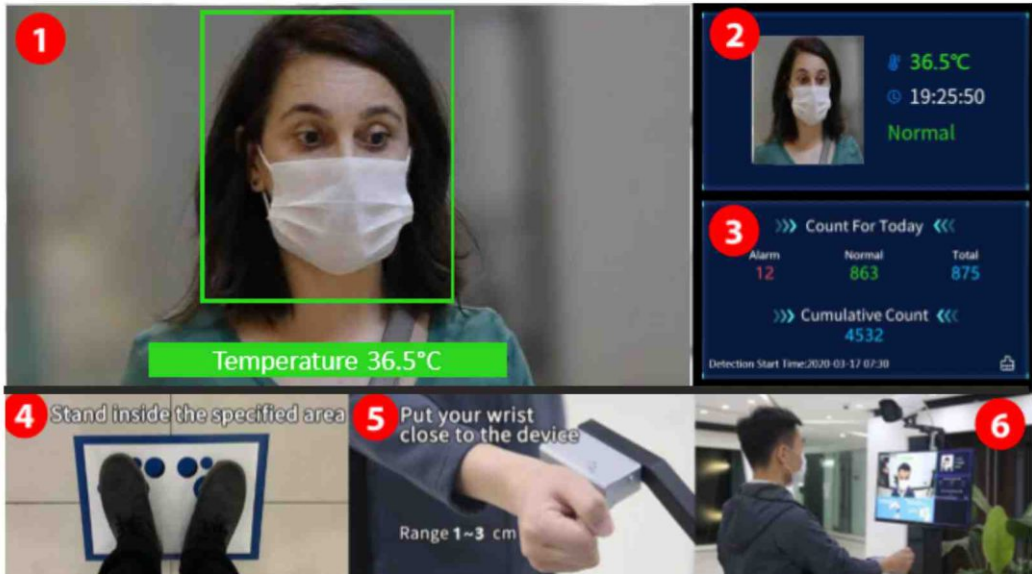 1
Temperature 36.5°C
2
36.5°C
19:25:50
Normal
3
››› Count For Today ‹‹‹
Alarm Normal Total
12 863 875
››› Cumulative Count ‹‹‹
4532
Detection Start Time:2020-03-17 07:30
4
Stand inside the specified area
5
Put your wrist
close to the device
Range 1~3 cm
6